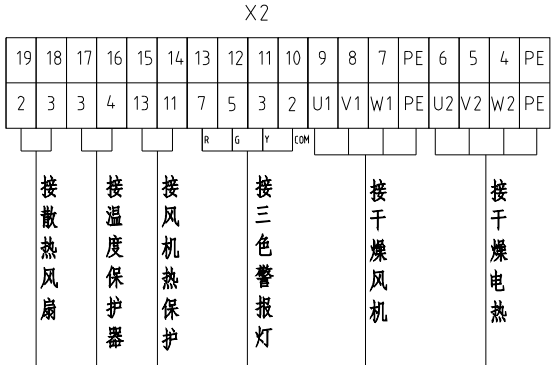 X2
19 18 17 16 15 14 13 12 11 10 9 8 7 PE 6 5 4 PE
2 3 3 4 13 11 7 5 3 2 U1 V1 W1 PE U2 V2 W2 PE
R G Y COM
接散热风扇
接温度保护器
接风机热保护
接三色警报灯
接干燥风机
接干燥电热